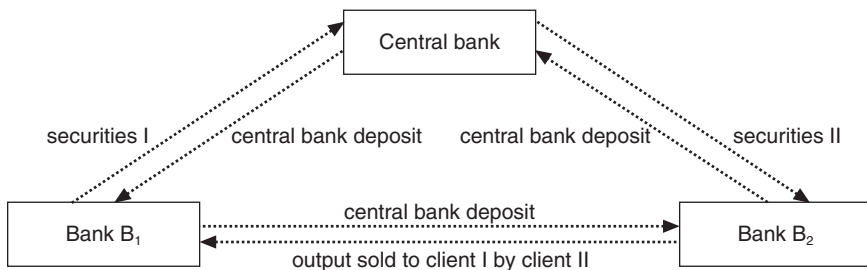 Central bank
securities I
central bank deposit
central bank deposit
securities II
central bank deposit
Bank B₁
Bank B₂
output sold to client I by client II